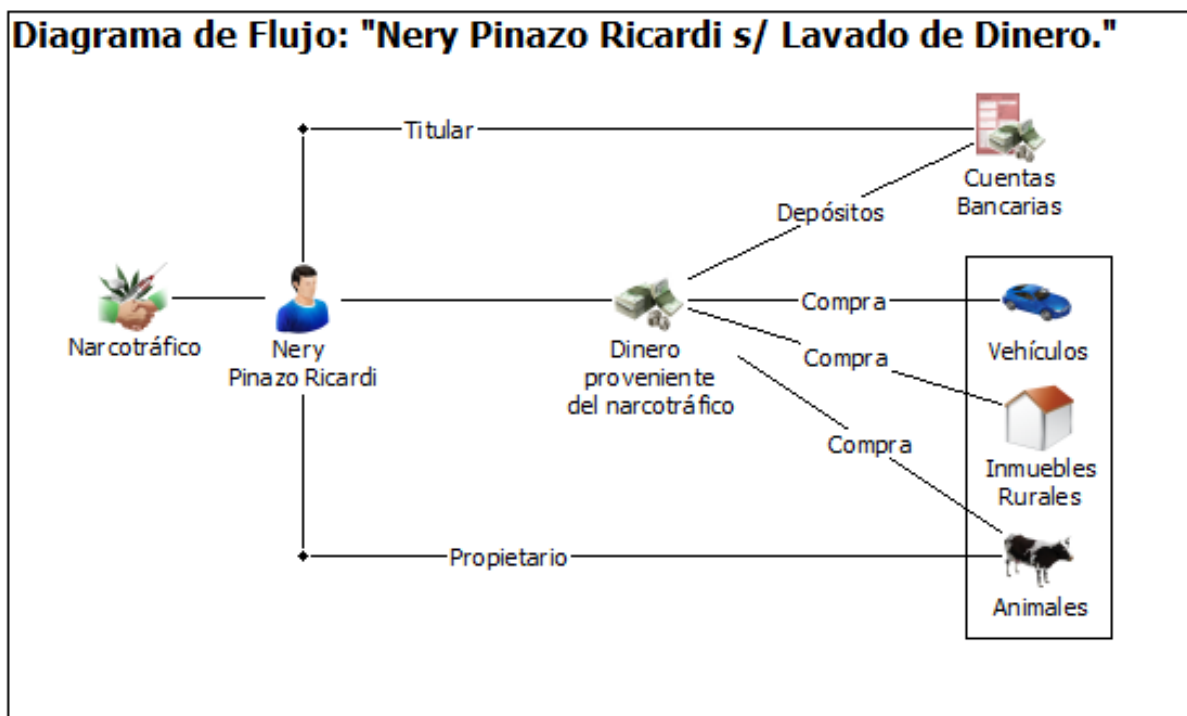 Diagrama de Flujo: "Nery Pinazo Ricardi s/ Lavado de Dinero."
Titular
Cuentas
Bancarias
Depósitos
Narcotráfico
Nery
Pinazo Ricardi
Dinero
proveniente
del narcotráfico
Compra
Vehículos
Compra
Inmuebles
Rurales
Compra
Propietario
Animales